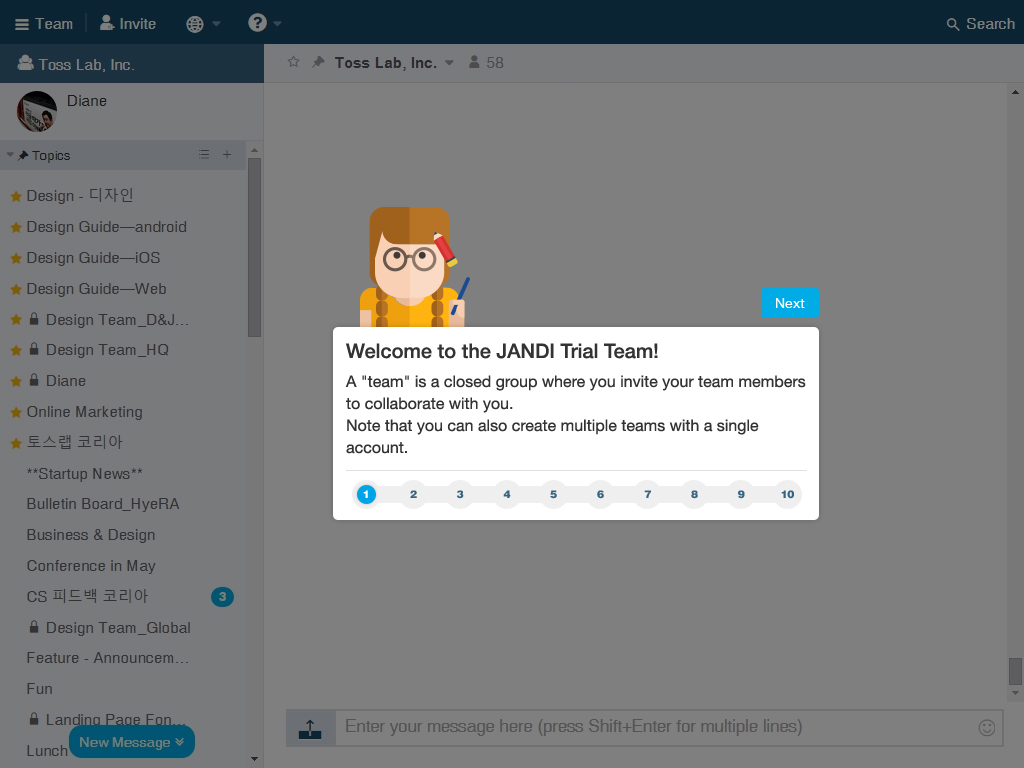 Team
Invite
Search
Toss Lab, Inc.
Toss Lab, Inc.
58
Diane
Topics
Design - 디자인
Design Guide—android
Design Guide—iOS
Design Guide—Web
Design Team_D&J...
Design Team_HQ
Diane
Online Marketing
토스랩 코리아
**Startup News**
Bulletin Board_HyeRA
Business & Design
Conference in May
CS 피드백 코리아
3
Design Team_Global
Feature - Announcem...
Fun
Landing Page Fon...
Lunch
New Message
Next
Welcome to the JANDI Trial Team!
A "team" is a closed group where you invite your team members
to collaborate with you.
Note that you can also create multiple teams with a single
account.
1 2 3 4 5 6 7 8 9 10
Enter your message here (press Shift+Enter for multiple lines)